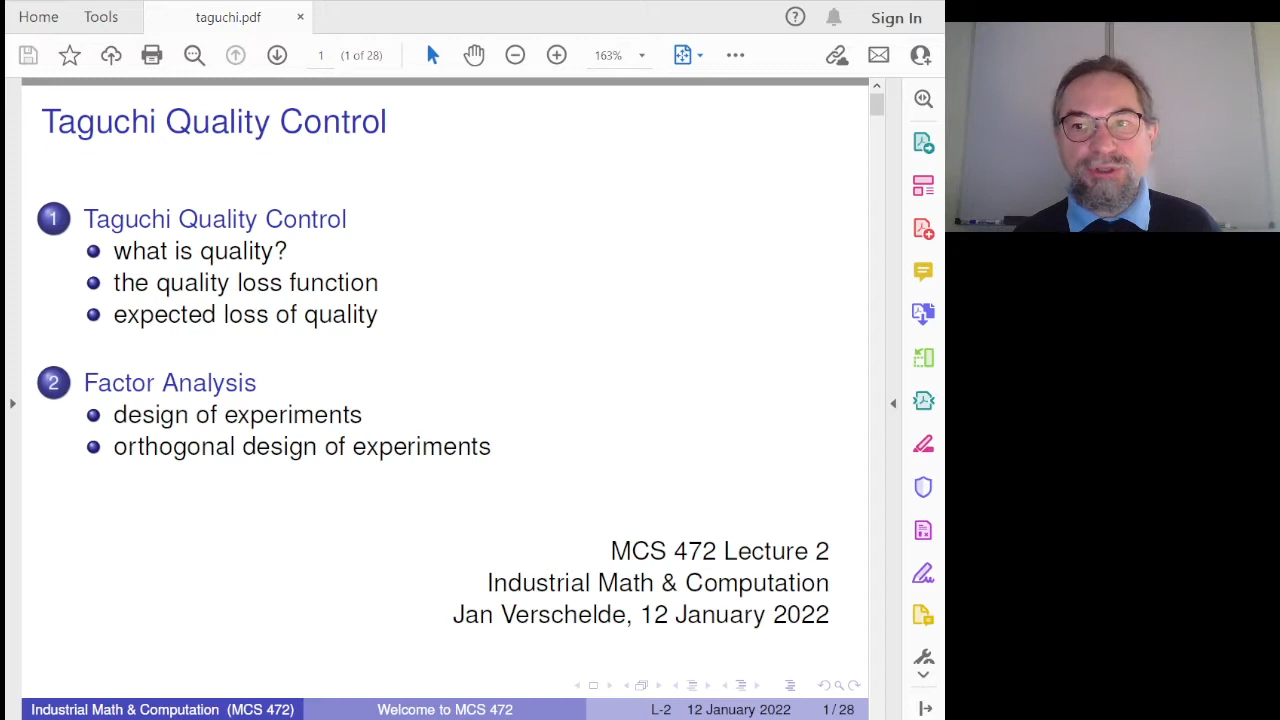 Home
Tools
taguchi.pdf
×
?
Sign In
1
(1 of 28)
163%
Taguchi Quality Control
1 Taguchi Quality Control
what is quality?
the quality loss function
expected loss of quality
2 Factor Analysis
design of experiments
orthogonal design of experiments
MCS 472 Lecture 2
Industrial Math & Computation
Jan Verschelde, 12 January 2022
Industrial Math & Computation (MCS 472)
Welcome to MCS 472
L-2 12 January 2022
1 / 28